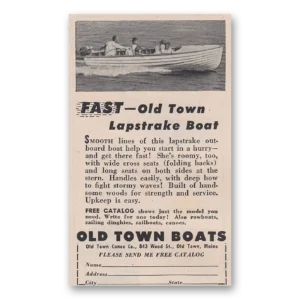 FAST—Old Town
Lapstrake Boat
SMOOTH lines of this lapstrake out-
board boat help you start in a hurry—
and get there fast! She's roomy, too,
with wide cross seats (folding backs)
and long seats on both sides at the
stern. Handles easily, with deep bow
to fight stormy waves! Built of hand-
some woods for strength and service.
Upkeep is easy.
FREE CATALOG shows just the model you
need. Write for one today! Also rowboats,
sailing dinghies, carboats, canoes.
OLD TOWN BOATS
Old Town Canoe Co., 843 Wood St., Old Town, Maine
PLEASE SEND ME FREE CATALOG
Name
Address
City State